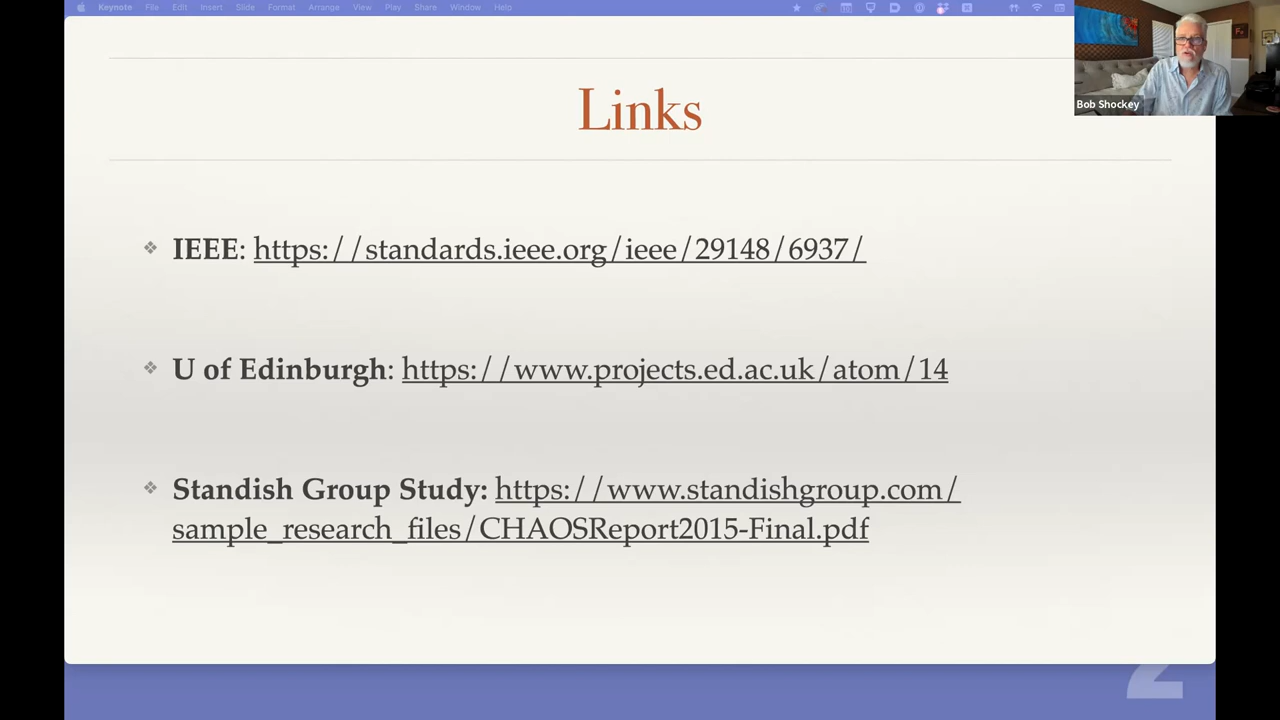 Keynote File Edit Insert Slide Format Arrange View Play Share Window Help
Bob Shockey
Links
❖ IEEE: https://standards.ieee.org/ieee/29148/6937/
❖ U of Edinburgh: https://www.projects.ed.ac.uk/atom/14
❖ Standish Group Study: https://www.standishgroup.com/
sample_research_files/CHAOSReport2015-Final.pdf
2